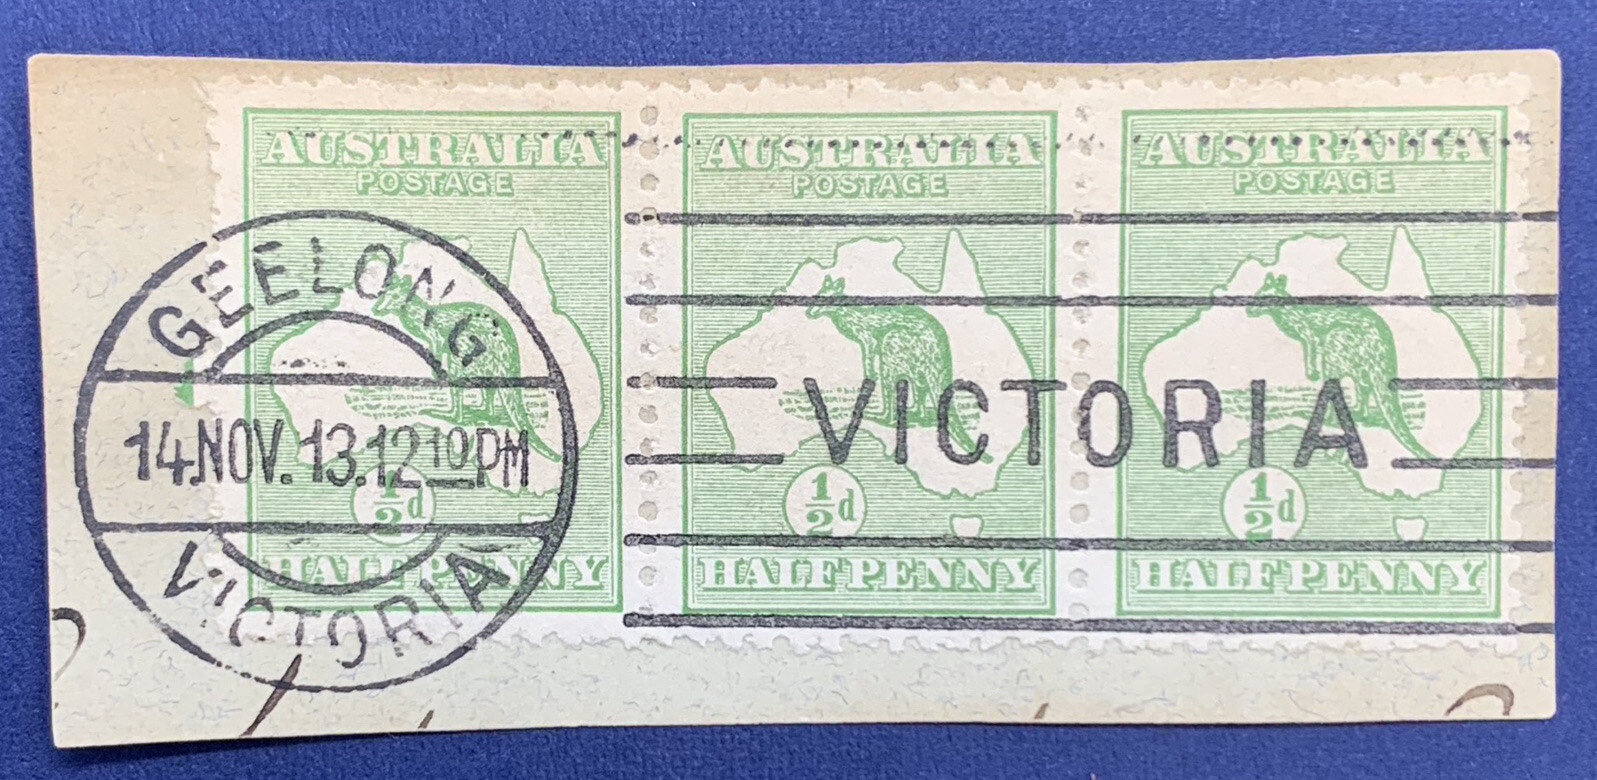 AUSTRALIA AUSTRALIA AUSTRALIA
POSTAGE POSTAGE POSTAGE
GEELONG
14.NOV.13.12 10 PM
VICTORIA
VICTORIA
½d ½d ½d
HALFPENNY HALFPENNY HALFPENNY